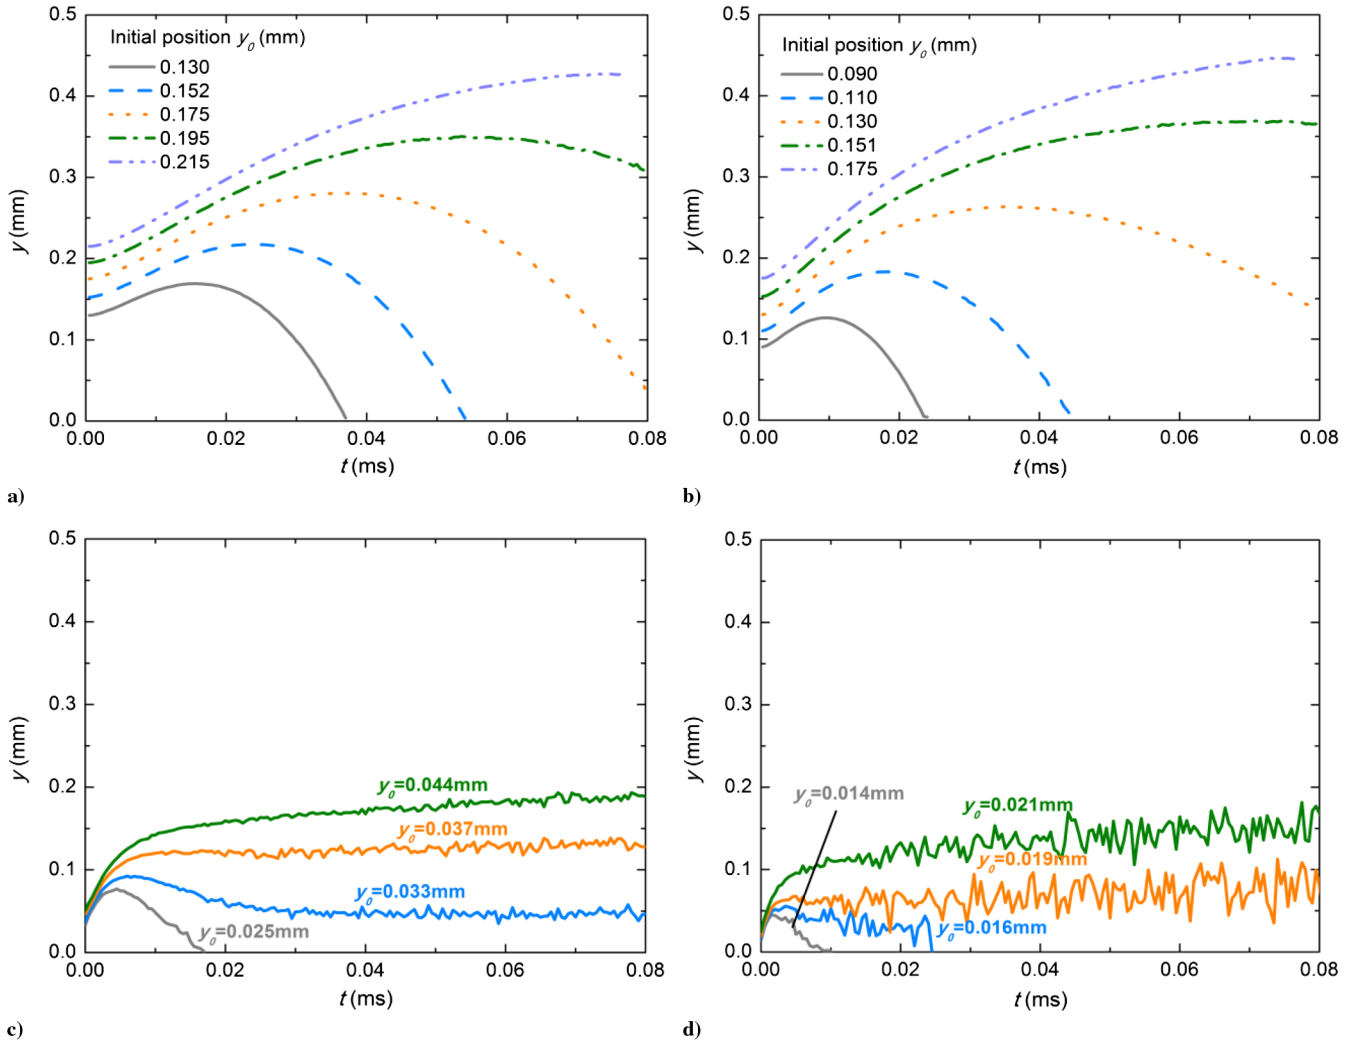 0.5
0.4
0.3
0.2
0.1
0.0
y (mm)
Initial position y0 (mm)
0.130
0.152
0.175
0.195
0.215
0.00
0.02
0.04
0.06
0.08
t (ms)
a)
0.5
0.4
0.3
0.2
0.1
0.0
y (mm)
Initial position y0 (mm)
0.090
0.110
0.130
0.151
0.175
0.00
0.02
0.04
0.06
0.08
t (ms)
b)
0.5
0.4
0.3
0.2
0.1
0.0
y (mm)
y0=0.044mm
y0=0.037mm
y0=0.033mm
y0=0.025mm
0.00
0.02
0.04
0.06
0.08
t (ms)
c)
0.5
0.4
0.3
0.2
0.1
0.0
y (mm)
y0=0.014mm
y0=0.021mm
y0=0.019mm
y0=0.016mm
0.00
0.02
0.04
0.06
0.08
t (ms)
d)